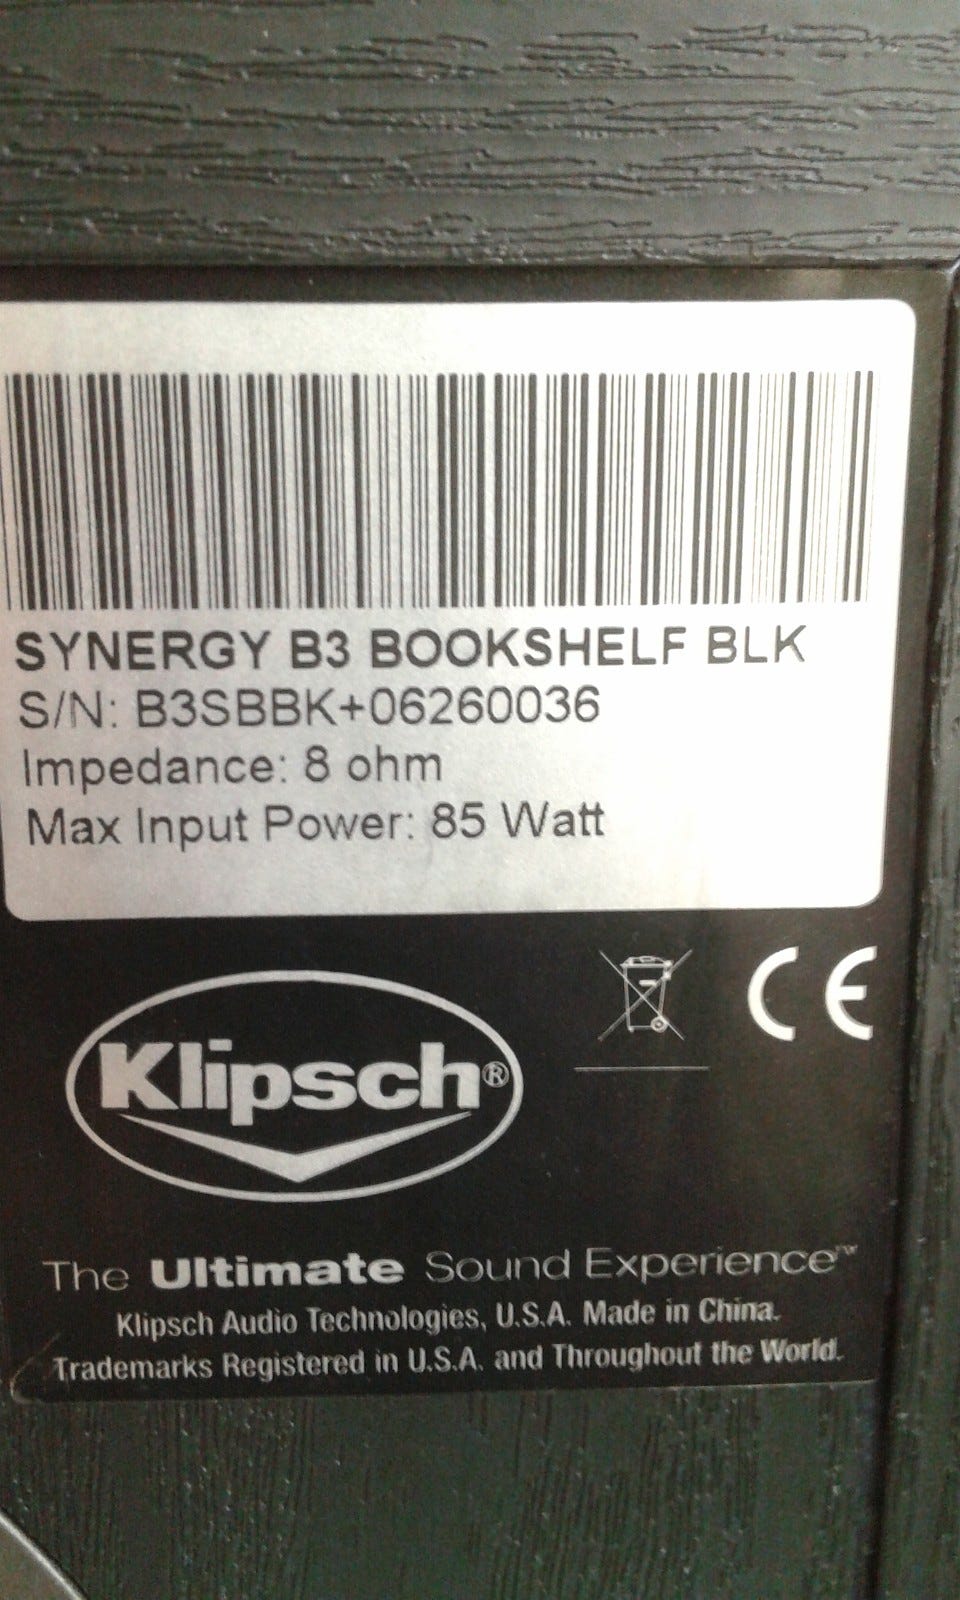 SYNERGY B3 BOOKSHELF BLK
S/N: B3SBBK+06260036
Impedance: 8 ohm
Max Input Power: 85 Watt
CE
Klipsch®
The Ultimate Sound Experience™
Klipsch Audio Technologies, U.S.A. Made in China.
Trademarks Registered in U.S.A. and Throughout the World.